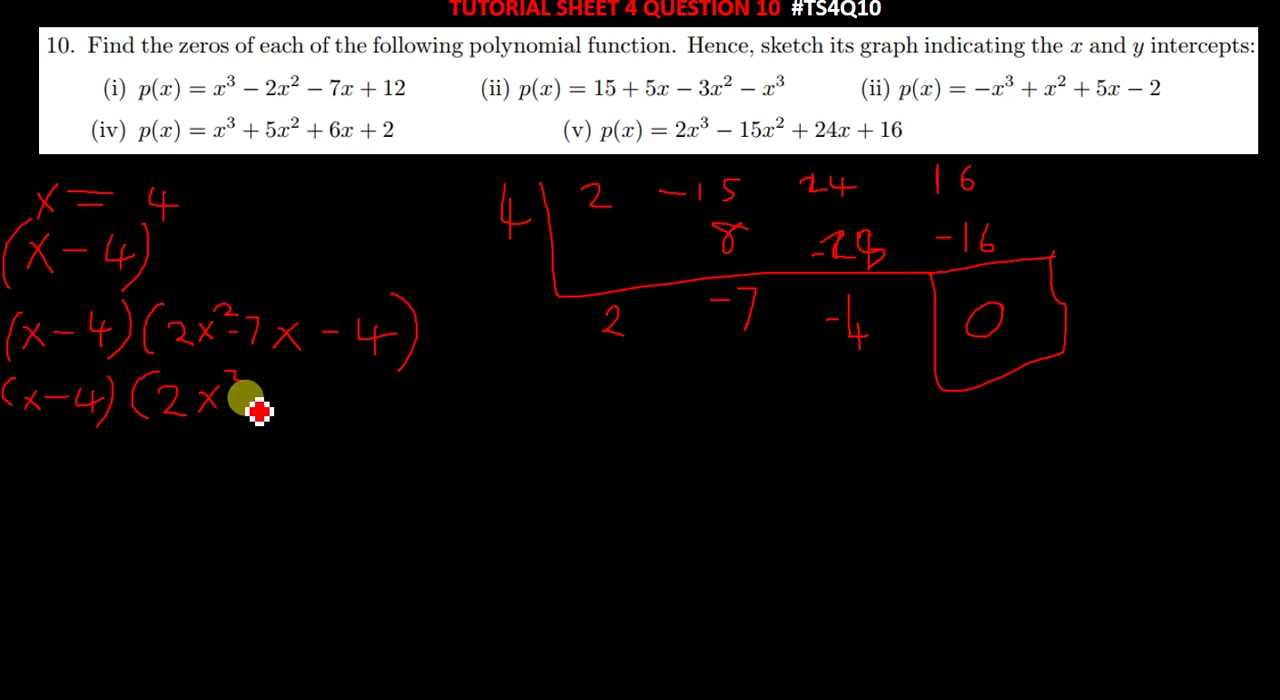 TUTORIAL SHEET 4 QUESTION 10 #TS4Q10
10. Find the zeros of each of the following polynomial function. Hence, sketch its graph indicating the x and y intercepts:
(i) p(x) = x³ − 2x² − 7x + 12 (ii) p(x) = 15 + 5x − 3x² − x³ (ii) p(x) = −x³ + x² + 5x − 2
(iv) p(x) = x³ + 5x² + 6x + 2 (v) p(x) = 2x³ − 15x² + 24x + 16
x = 4
(x − 4)
(x − 4)(2x² − 7x − 4)
(x − 4)(2x²
4 2 −15 24 16
8 −28 −16
2 −7 −4 0